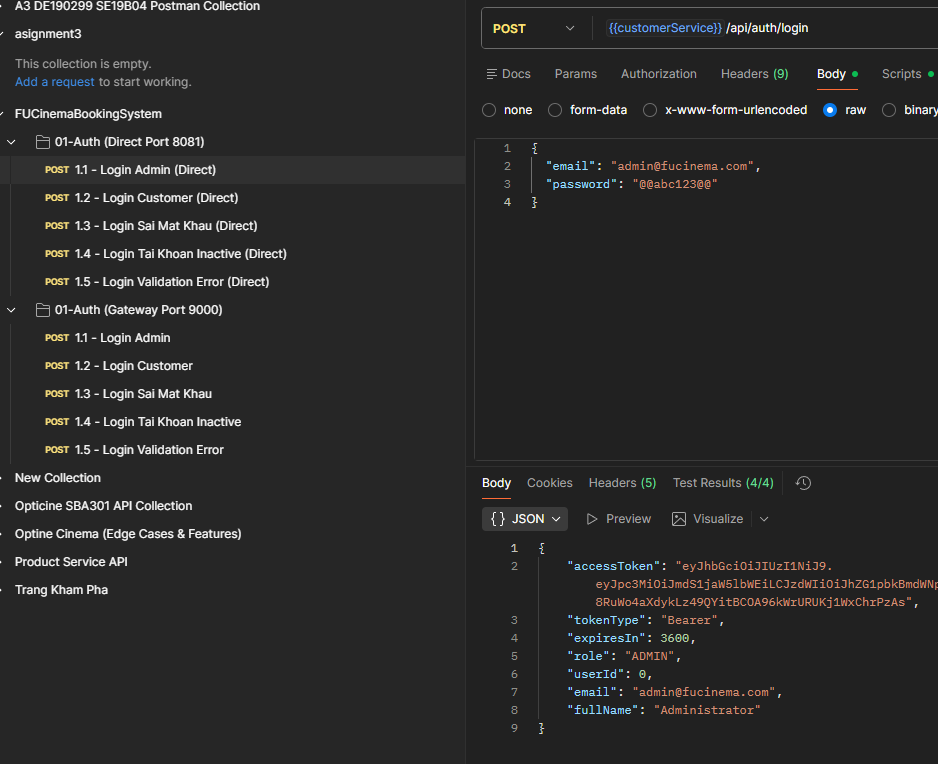 A3 DE190299 SE19B04 Postman Collection
asignment3
This collection is empty.
Add a request to start working.
FUCinemaBookingSystem
01-Auth (Direct Port 8081)
POST 1.1 - Login Admin (Direct)
POST 1.2 - Login Customer (Direct)
POST 1.3 - Login Sai Mat Khau (Direct)
POST 1.4 - Login Tai Khoan Inactive (Direct)
POST 1.5 - Login Validation Error (Direct)
01-Auth (Gateway Port 9000)
POST 1.1 - Login Admin
POST 1.2 - Login Customer
POST 1.3 - Login Sai Mat Khau
POST 1.4 - Login Tai Khoan Inactive
POST 1.5 - Login Validation Error
New Collection
Opticine SBA301 API Collection
Optine Cinema (Edge Cases & Features)
Product Service API
Trang Kham Pha
POST {{customerService}} /api/auth/login
Docs Params Authorization Headers (9) Body Scripts
none form-data x-www-form-urlencoded raw binary
1 {
2 "email": "admin@fucinema.com",
3 "password": "@@abc123@@"
4 }
Body Cookies Headers (5) Test Results (4/4)
{} JSON Preview Visualize
1 {
2 "accessToken": "eyJhbGciOiJIUzI1NiJ9.
eyJpc3MiOiJmdS1jaW5lbWEiLCJzdWIiOiJhZG1pbkBmdWNp
8RuWo4aXdykLz49QYitBCOA96kWrURUKj1WxChrPzAs",
3 "tokenType": "Bearer",
4 "expiresIn": 3600,
5 "role": "ADMIN",
6 "userId": 0,
7 "email": "admin@fucinema.com",
8 "fullName": "Administrator"
9 }